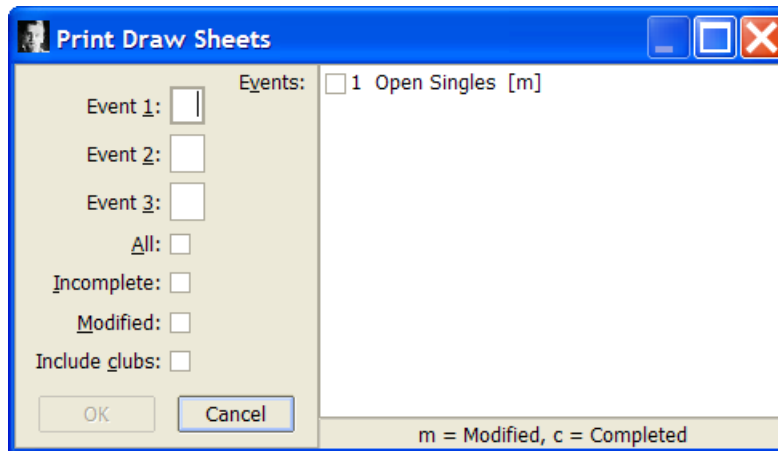 Print Draw Sheets
Event 1:
Event 2:
Event 3:
All:
Incomplete:
Modified:
Include clubs:
OK
Cancel
Events:
1 Open Singles [m]
m = Modified, c = Completed